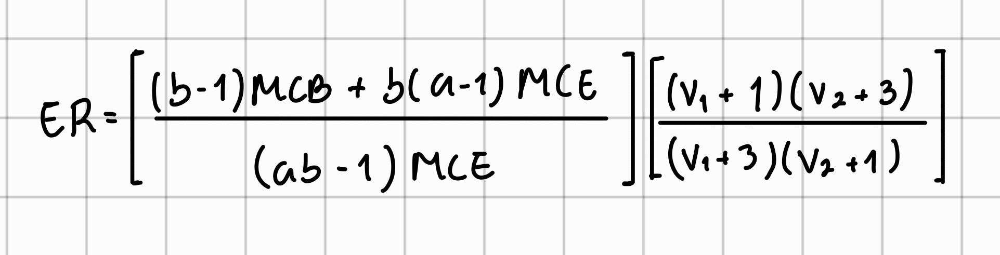 ER = [ ((b-1)MCB + b(a-1)MCE) / ((ab-1)MCE) ] [ ((V₁+1)(V₂+3)) / ((V₁+3)(V₂+1)) ]